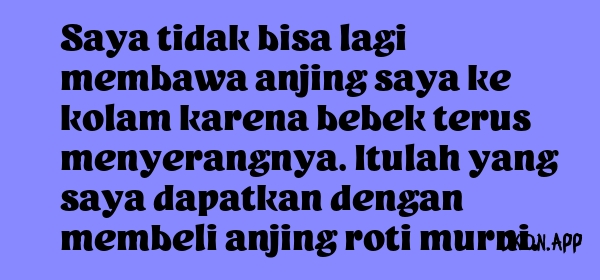 Saya tidak bisa lagi
membawa anjing saya ke
kolam karena bebek terus
menyerangnya. Itulah yang
saya dapatkan dengan
membeli anjing roti murni.